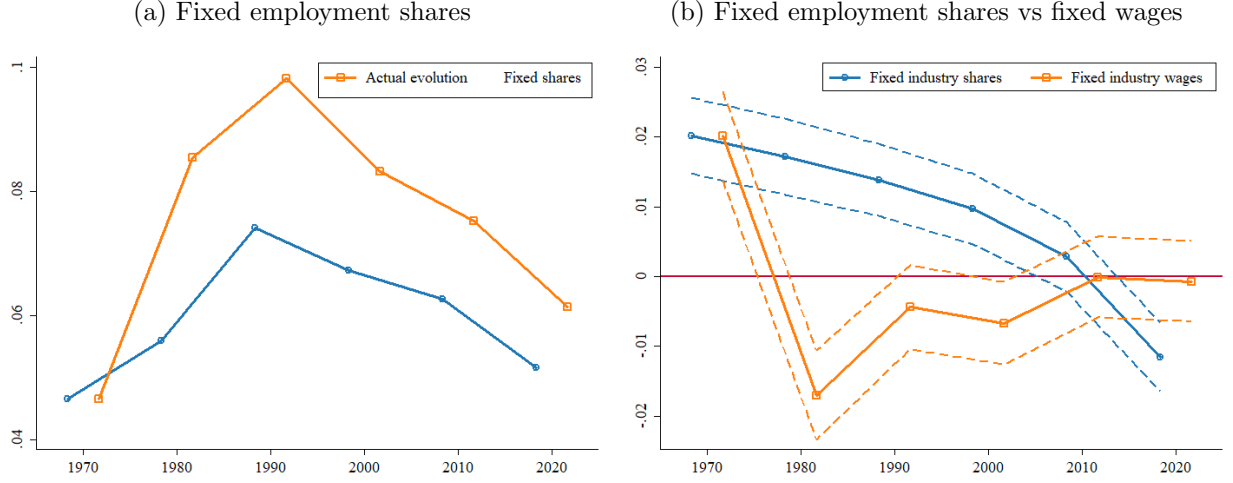 (a) Fixed employment shares
.1
.08
.06
.04
Actual evolution Fixed shares
1970 1980 1990 2000 2010 2020
(b) Fixed employment shares vs fixed wages
.03
.02
.01
0
-.01
-.02
Fixed industry shares Fixed industry wages
1970 1980 1990 2000 2010 2020